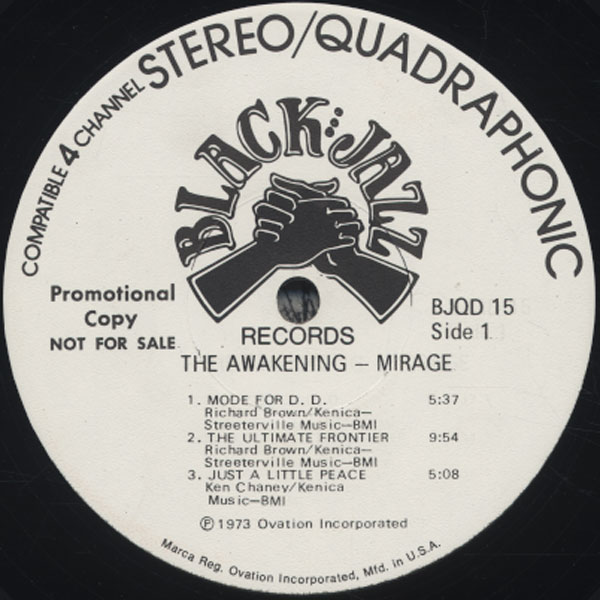 COMPATIBLE 4 CHANNEL STEREO/QUADRAPHONIC
BLACK JAZZ
RECORDS
Promotional
Copy
NOT FOR SALE
BJQD 15
Side 1
THE AWAKENING – MIRAGE
1. MODE FOR D. D. 5:37
Richard Brown/Kenica–
Streeterville Music–BMI
2. THE ULTIMATE FRONTIER 9:54
Richard Brown/Kenica–
Streeterville Music–BMI
3. JUST A LITTLE PEACE 5:08
Ken Chaney/Kenica
Music–BMI
℗ 1973 Ovation Incorporated
Marca Reg. Ovation Incorporated, Mfd. in U.S.A.